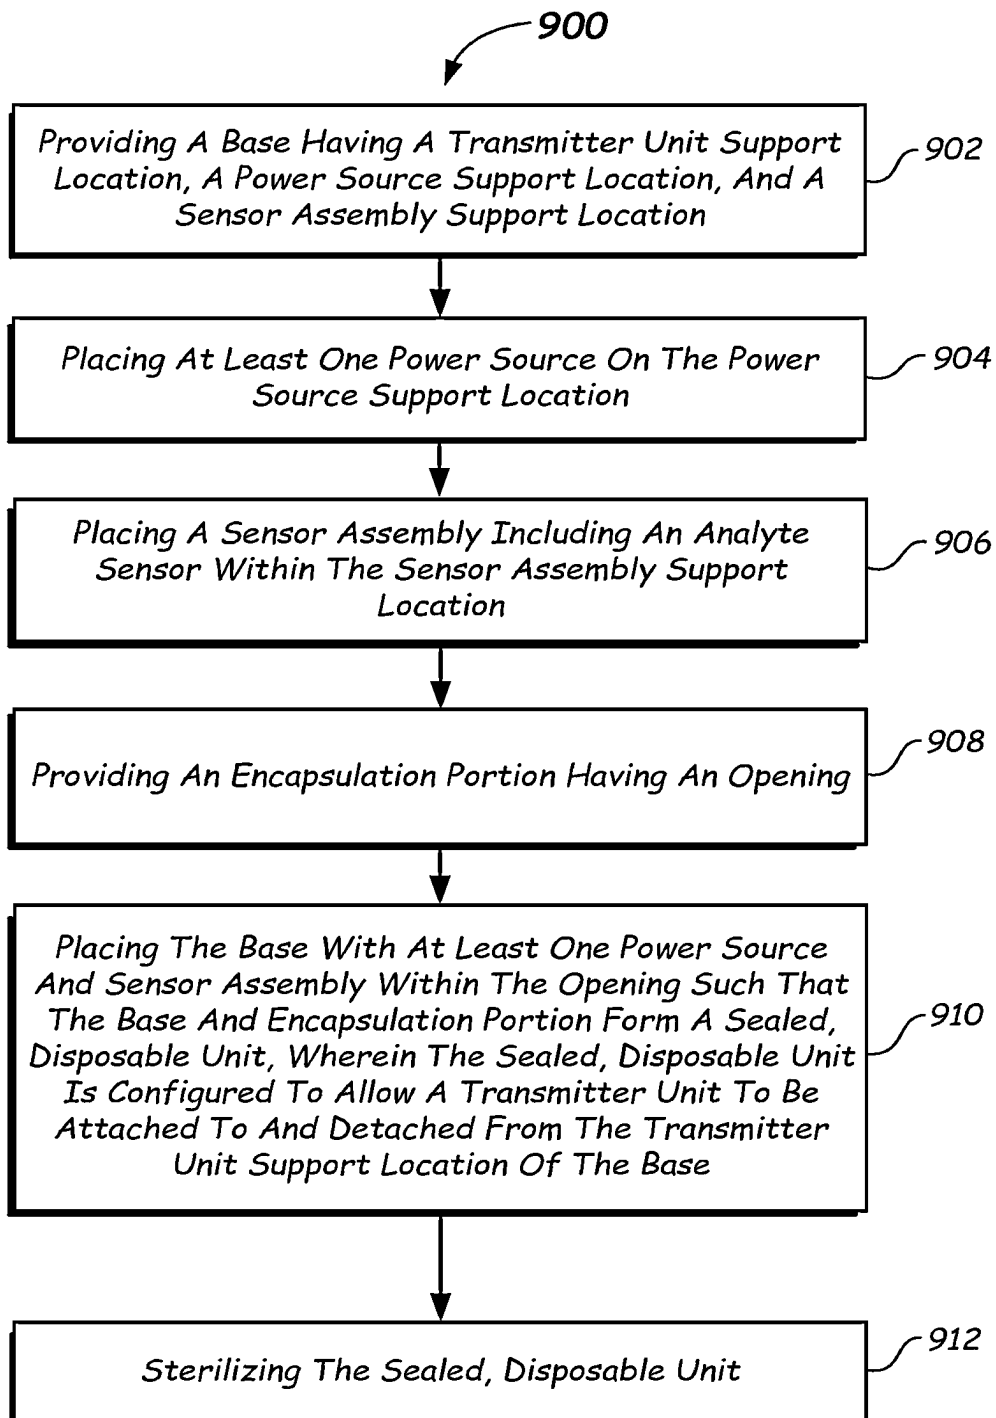 900
Providing A Base Having A Transmitter Unit Support
Location, A Power Source Support Location, And A
Sensor Assembly Support Location
902
Placing At Least One Power Source On The Power
Source Support Location
904
Placing A Sensor Assembly Including An Analyte
Sensor Within The Sensor Assembly Support
Location
906
Providing An Encapsulation Portion Having An Opening
908
Placing The Base With At Least One Power Source
And Sensor Assembly Within The Opening Such That
The Base And Encapsulation Portion Form A Sealed,
Disposable Unit, Wherein The Sealed, Disposable Unit
Is Configured To Allow A Transmitter Unit To Be
Attached To And Detached From The Transmitter
Unit Support Location Of The Base
910
Sterilizing The Sealed, Disposable Unit
912